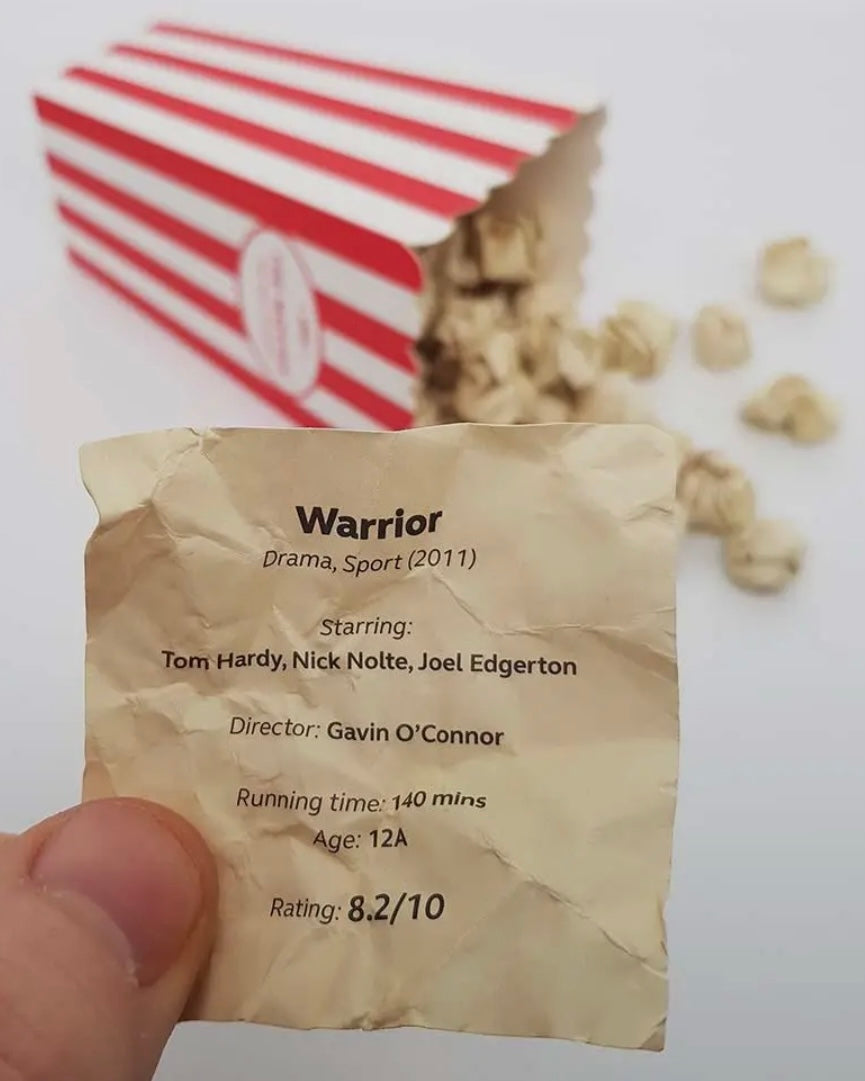 Warrior
Drama, Sport (2011)
Starring:
Tom Hardy, Nick Nolte, Joel Edgerton
Director: Gavin O'Connor
Running time: 140 mins
Age: 12A
Rating: 8.2/10